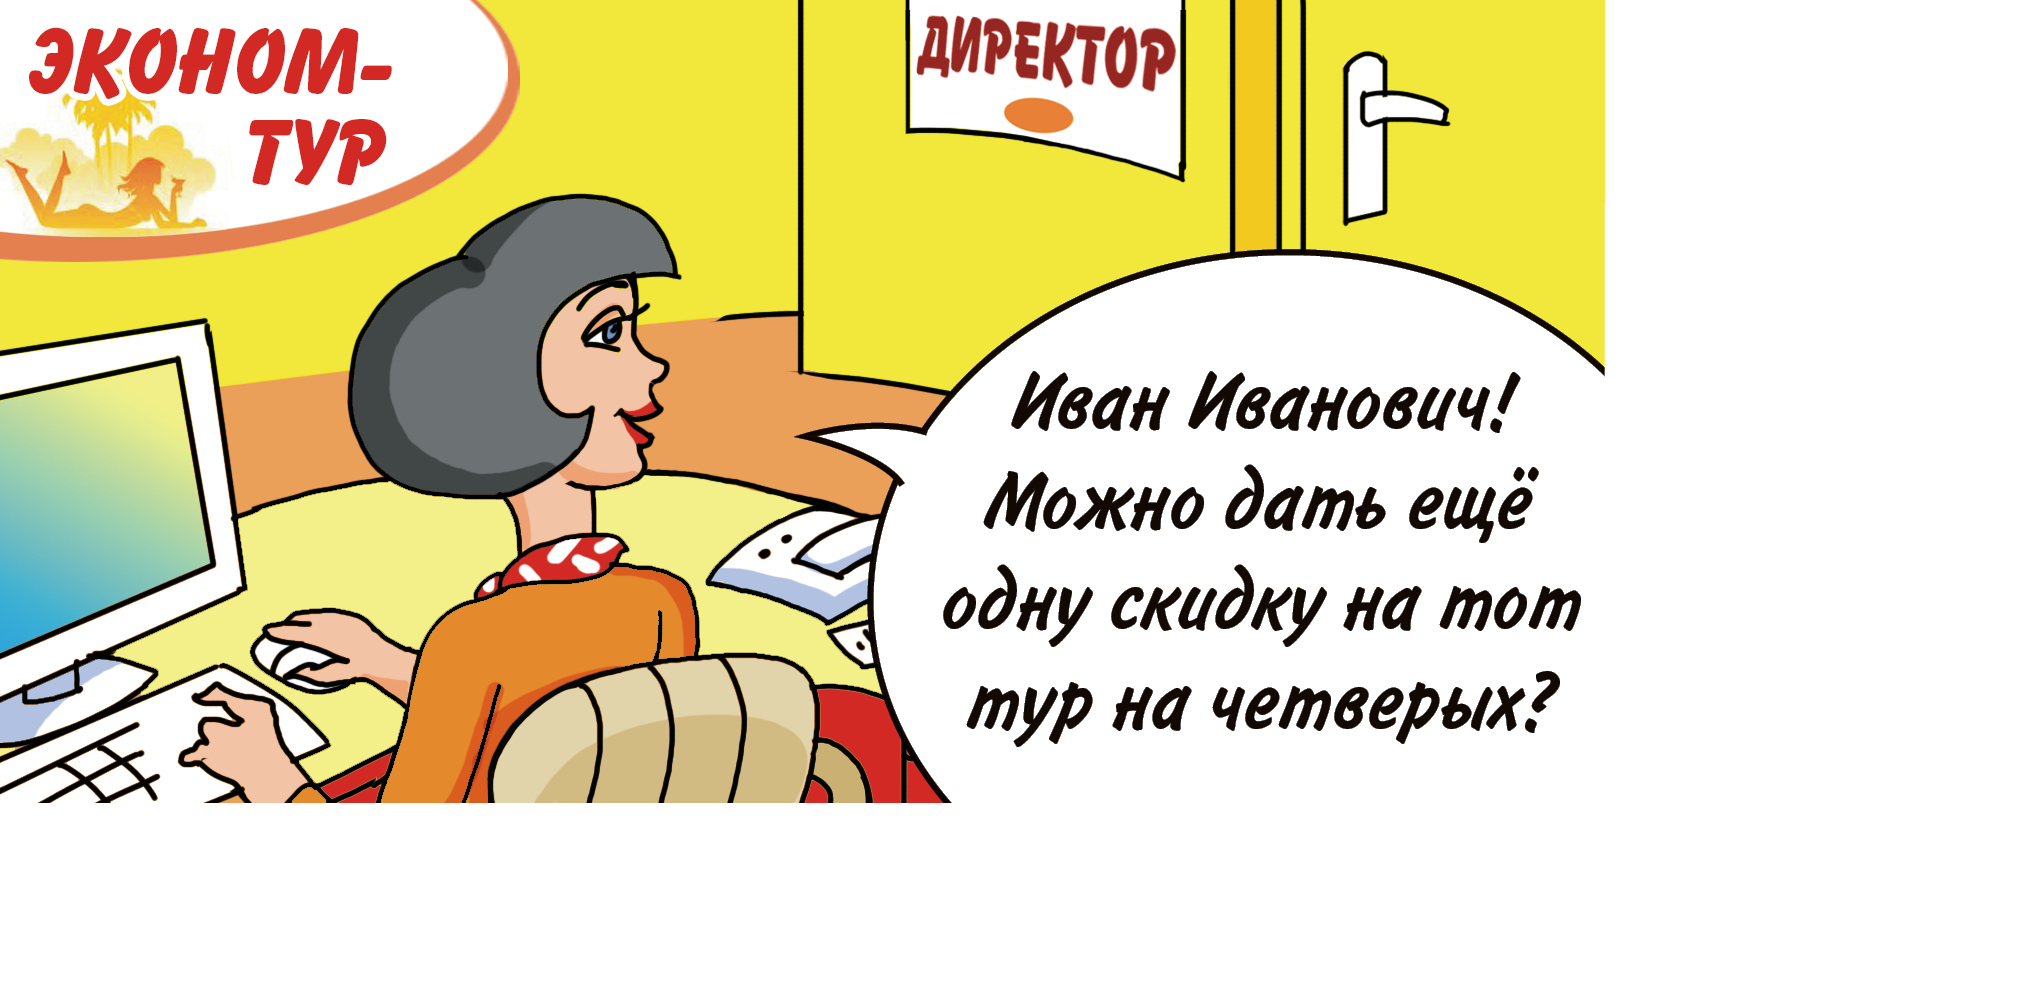 ЭКОНОМ-
ТУР
ДИРЕКТОР
Иван Иванович!
Можно дать ещё
одну скидку на тот
тур на четверых?